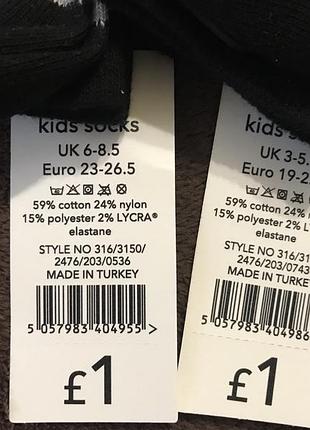 kids socks
UK 6-8.5
Euro 23-26.5
59% cotton 24% nylon
15% polyester 2% LYCRA®
elastane
STYLE NO 316/3150/
2476/203/0536
MADE IN TURKEY
5 057983 404955 >
£1
kids
UK 3-5.
Euro 19-2
59% cotton 24%
15% polyester 2%
elastane
STYLE NO 316/31
2476/203/0743
MADE IN TURKEY
5 057983 404986
£1